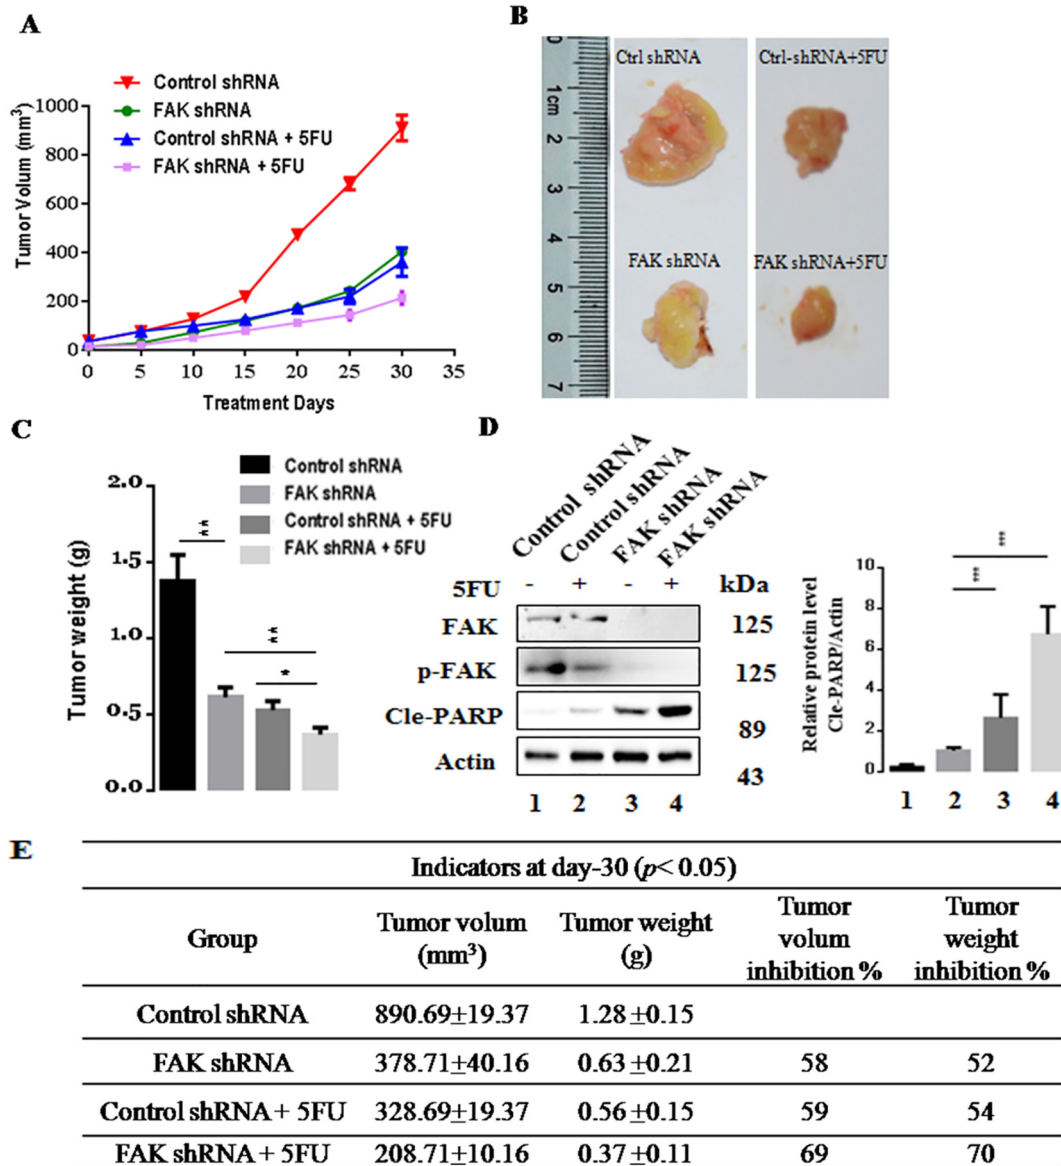 A
Control shRNA
FAK shRNA
Control shRNA + 5FU
FAK shRNA + 5FU
Tumor Volum (mm³)
1000
800
600
400
200
0
0 5 10 15 20 25 30 35
Treatment Days
B
0
1cm
2
3
4
5
6
7
Ctrl shRNA
Ctrl-shRNA+5FU
FAK shRNA
FAK shRNA+5FU
C
Control shRNA
FAK shRNA
Control shRNA + 5FU
FAK shRNA + 5FU
Tumor weight (g)
2.0
1.5
1.0
0.5
0.0
**
**
*
D
Control shRNA
Control shRNA
FAK shRNA
FAK shRNA
5FU - + - + kDa
FAK 125
p-FAK 125
Cle-PARP 89
Actin 43
1 2 3 4
Relative protein level
Cle-PARP/Actin
10
8
6
4
2
0
***
***
1 2 3 4
E
Indicators at day-30 (p< 0.05)
Group
Tumor volum
(mm³)
Tumor weight
(g)
Tumor
volum
inhibition %
Tumor
weight
inhibition %
Control shRNA 890.69±19.37 1.28±0.15
FAK shRNA 378.71±40.16 0.63±0.21 58 52
Control shRNA + 5FU 328.69±19.37 0.56±0.15 59 54
FAK shRNA + 5FU 208.71±10.16 0.37±0.11 69 70